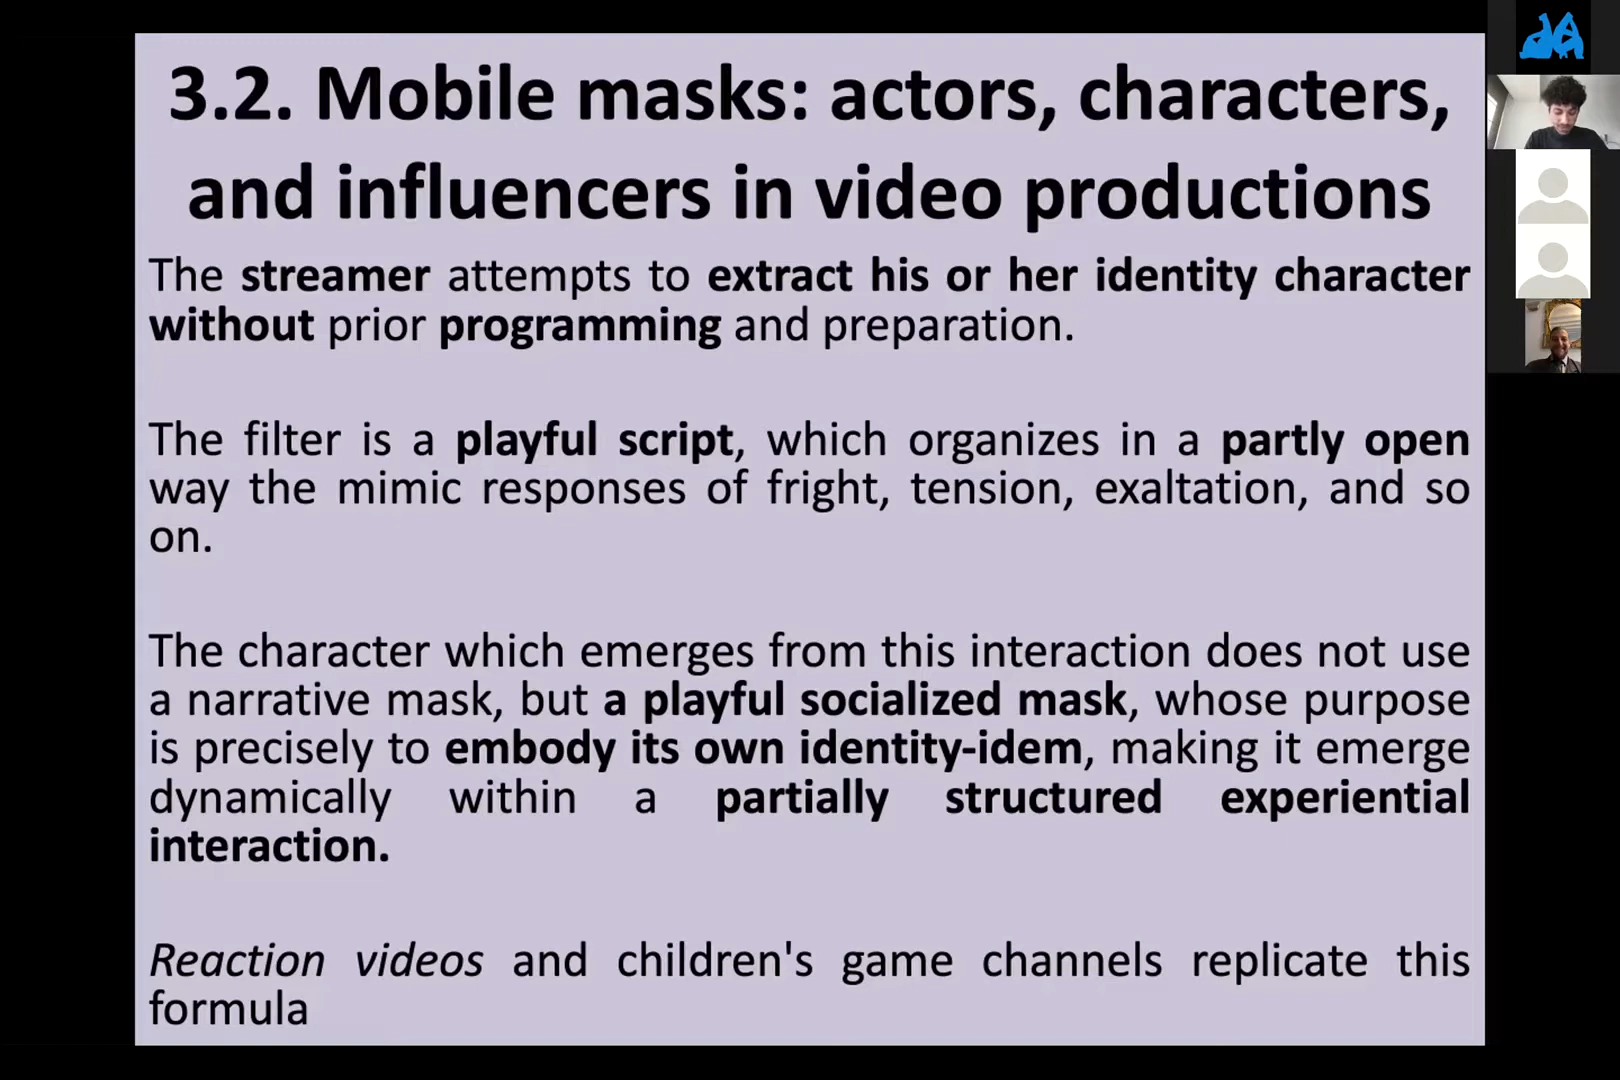 3.2. Mobile masks: actors, characters,
and influencers in video productions
The streamer attempts to extract his or her identity character
without prior programming and preparation.
The filter is a playful script, which organizes in a partly open
way the mimic responses of fright, tension, exaltation, and so
on.
The character which emerges from this interaction does not use
a narrative mask, but a playful socialized mask, whose purpose
is precisely to embody its own identity-idem, making it emerge
dynamically within a partially structured experiential
interaction.
Reaction videos and children's game channels replicate this
formula